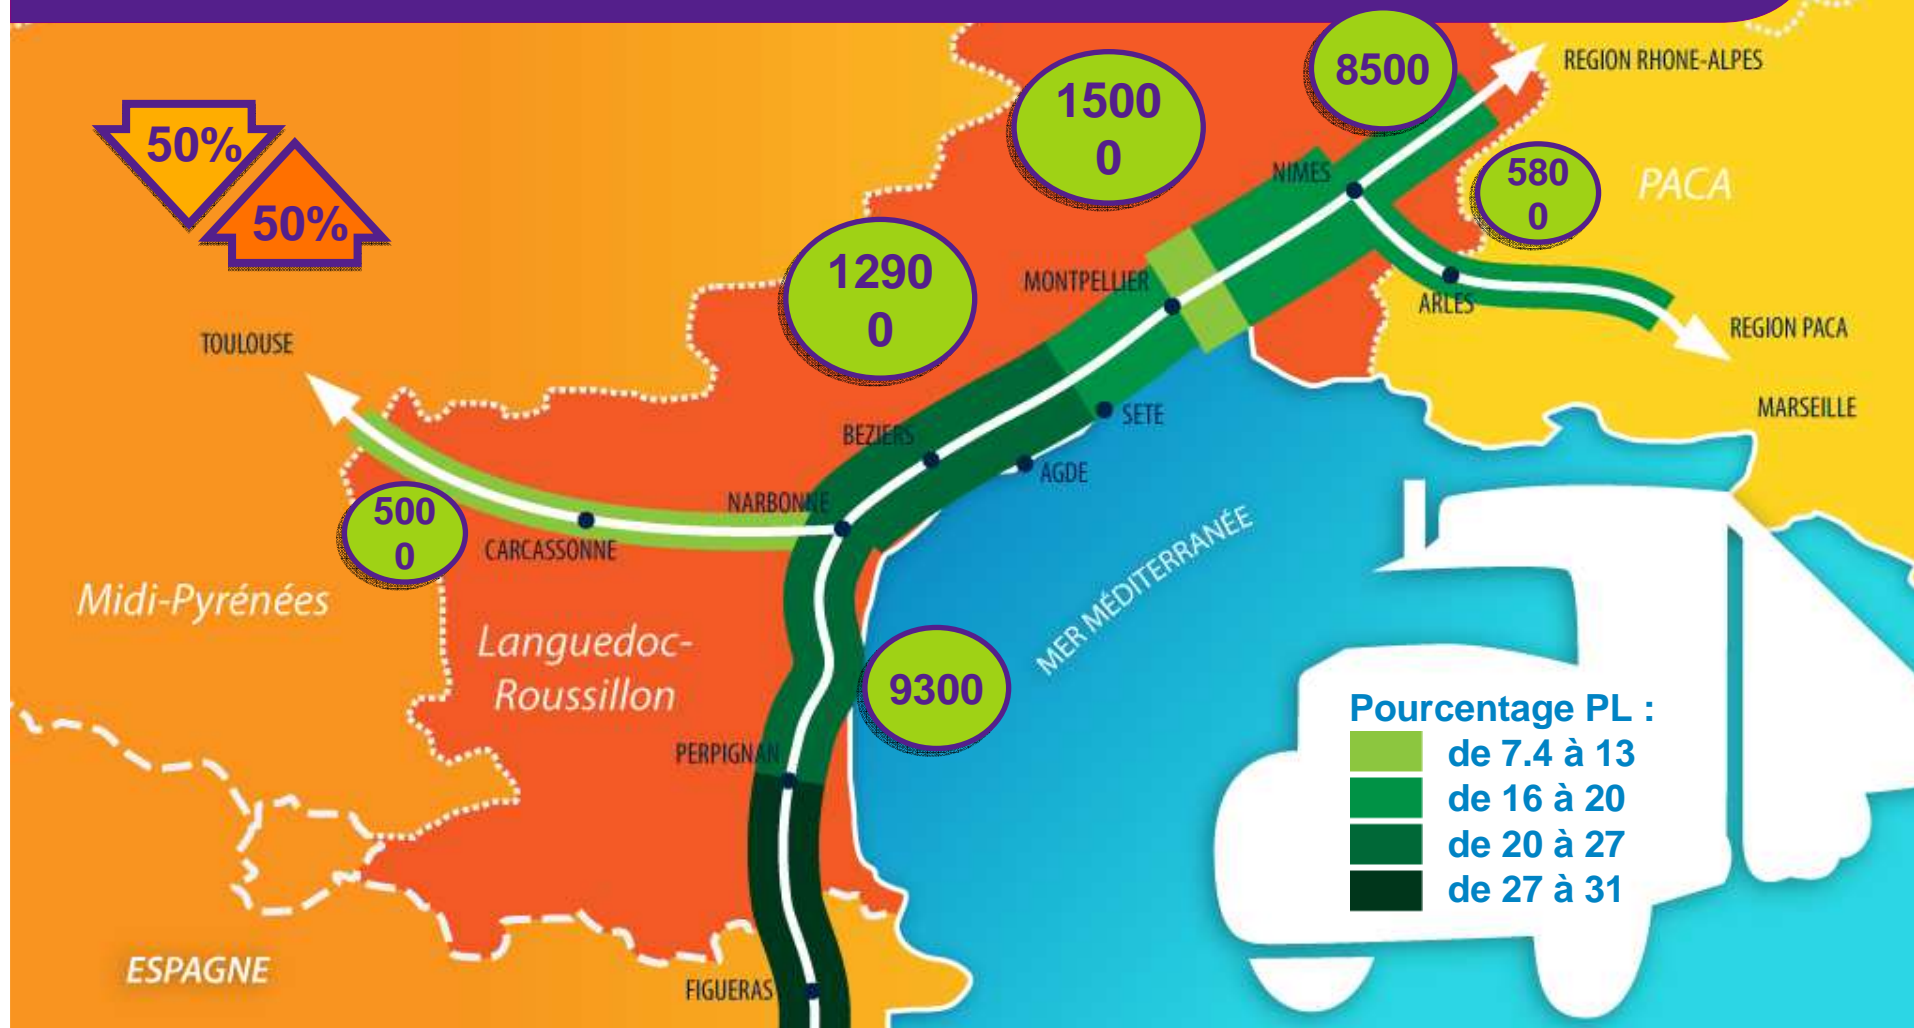 8500
REGION RHONE-ALPES
1500
0
50%
50%
NIMES
580
0
PACA
1290
0
MONTPELLIER
ARLES
REGION PACA
TOULOUSE
MARSEILLE
SETE
BEZIERS
AGDE
NARBONNE
500
0
CARCASSONNE
MER MÉDITERRANÉE
Midi-Pyrénées
Languedoc-
Roussillon
9300
PERPIGNAN
Pourcentage PL :
de 7.4 à 13
de 16 à 20
de 20 à 27
de 27 à 31
ESPAGNE
FIGUERAS